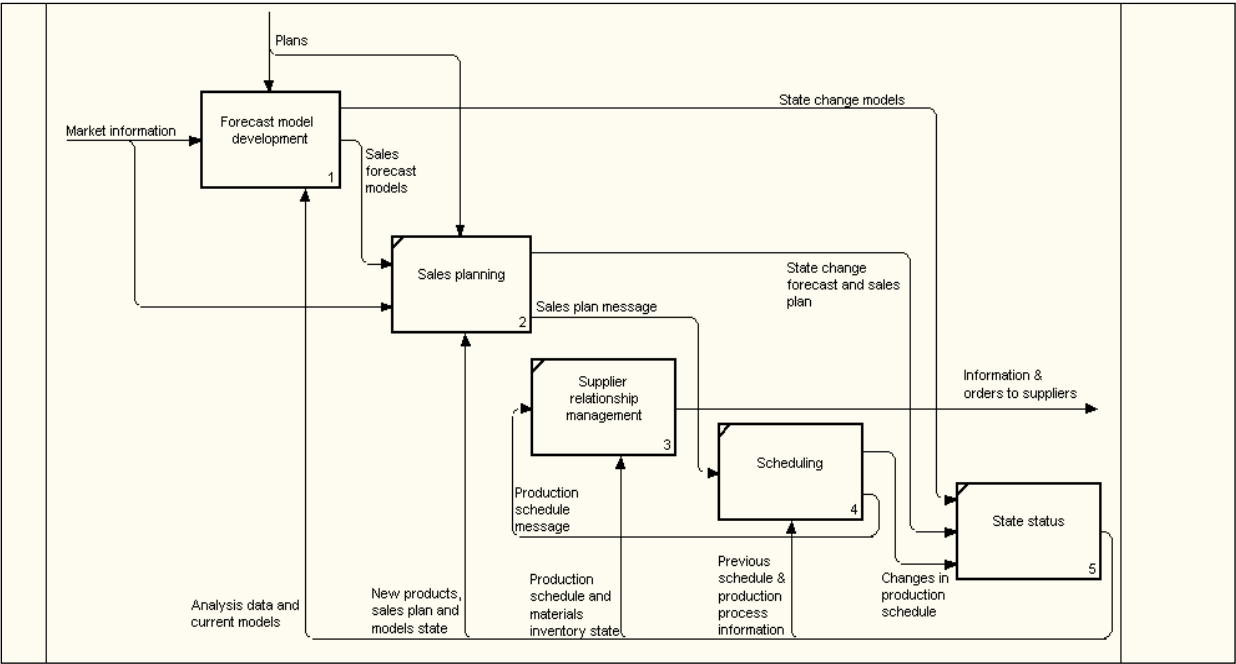 Plans
State change models
Forecast model
development
1
Market information
Sales
forecast
models
Sales planning
2
State change
forecast and sales
plan
Sales plan message
Supplier
relationship
management
3
Information &
orders to suppliers
Scheduling
4
Production
schedule
message
State status
5
Previous
schedule &
production
process
information
Changes in
production
schedule
Production
schedule and
materials
inventory state
New products,
sales plan and
models state
Analysis data and
current models